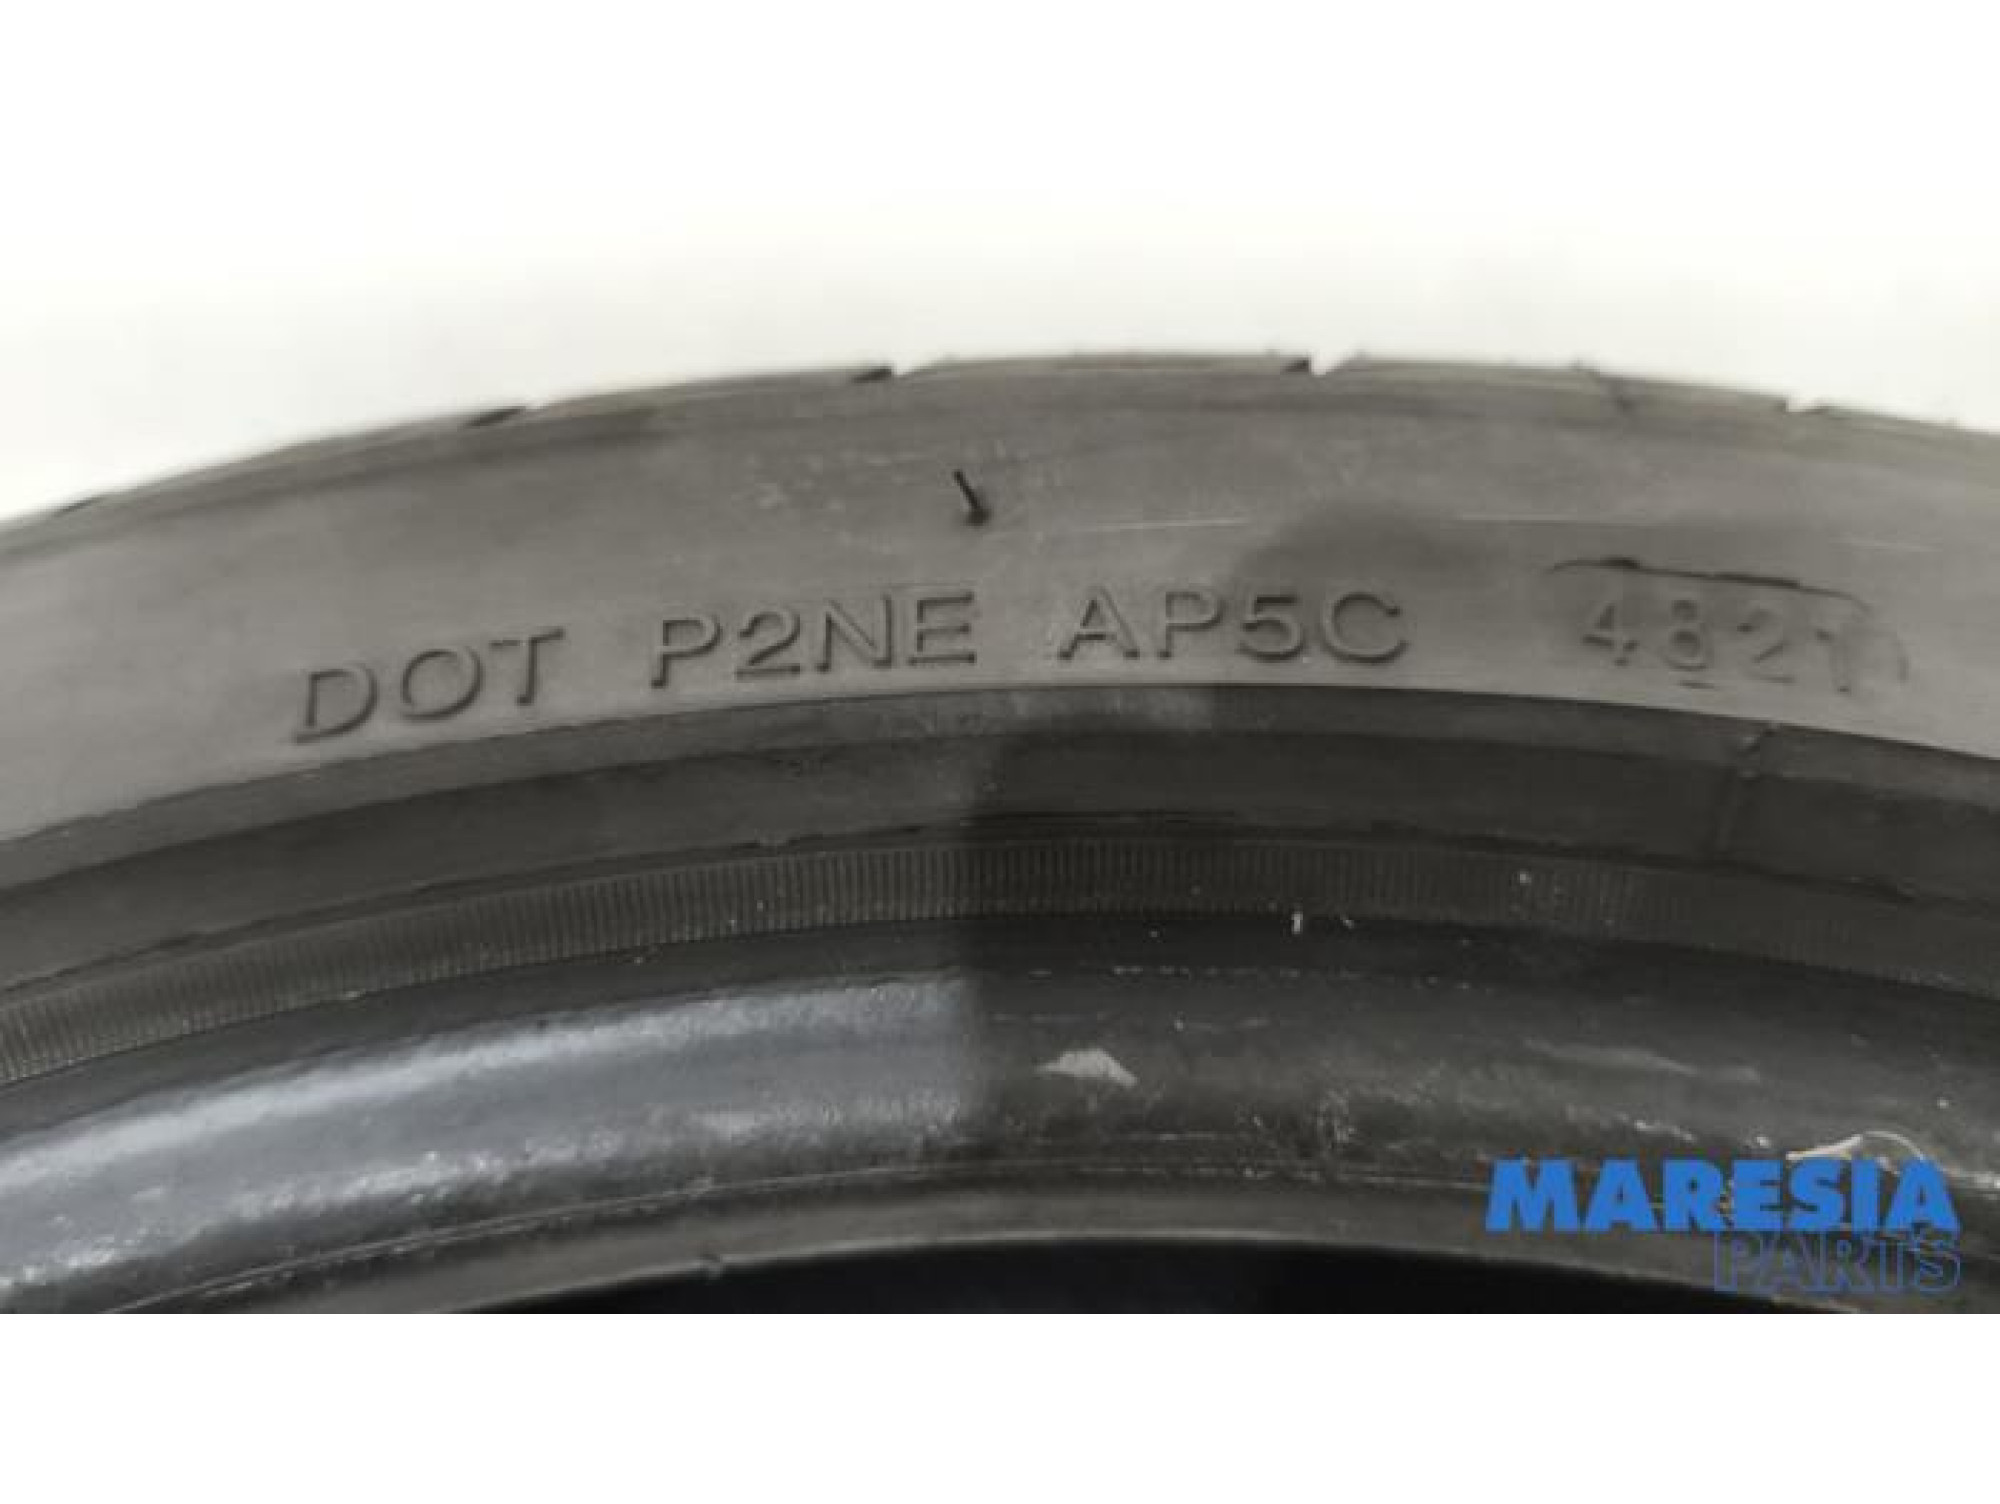 DOT P2NE AP5C 4821
MARESIA
PARTS